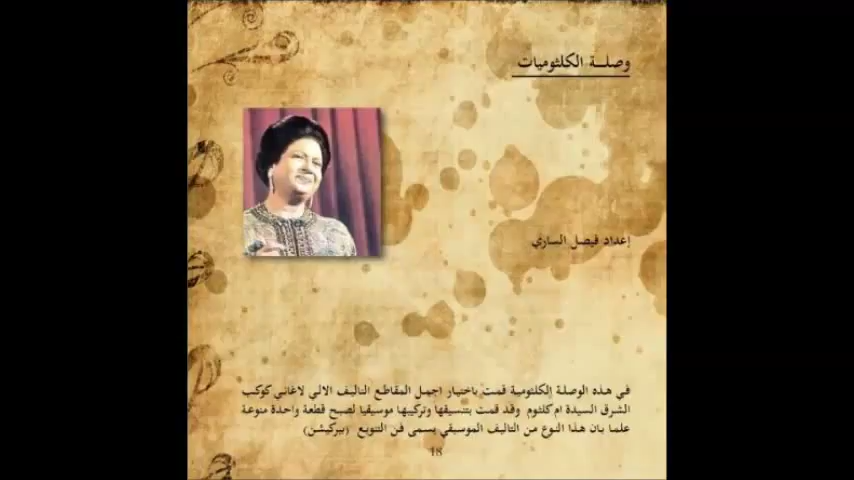 وصلة الكلثوميات
إعداد فيصل الساري
في هذه الوصلة الكلثومية قمت باختيار اجمل المقاطع التاليف الالي لاغاني كوكب
الشرق السيدة ام كلثوم وقد قمت بتنسيقها وتركيبها موسيقيا لصبح قطعة واحدة منوعة
علما بان هذا النوع من التاليف الموسيقي يسمى فن التنويع (بيركيشن)
18